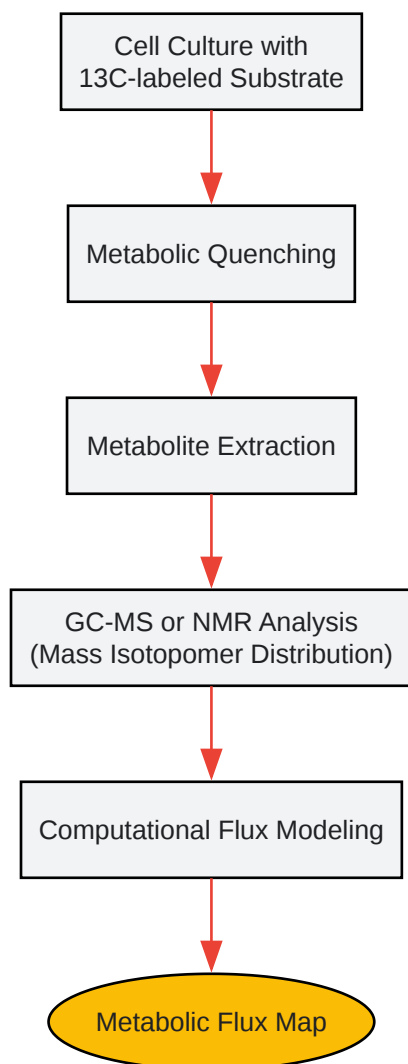 Cell Culture with
13C-labeled Substrate
Metabolic Quenching
Metabolite Extraction
GC-MS or NMR Analysis
(Mass Isotopomer Distribution)
Computational Flux Modeling
Metabolic Flux Map